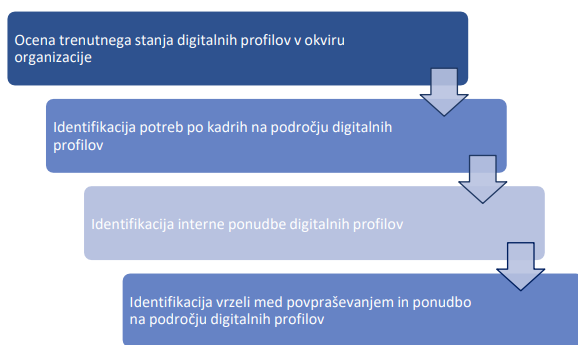 Ocena trenutnega stanja digitalnih profilov v okviru
organizacije
Identifikacija potreb po kadrih na področju digitalnih
profilov
Identifikacija interne ponudbe digitalnih profilov
Identifikacija vrzeli med povpraševanjem in ponudbo
na področju digitalnih profilov